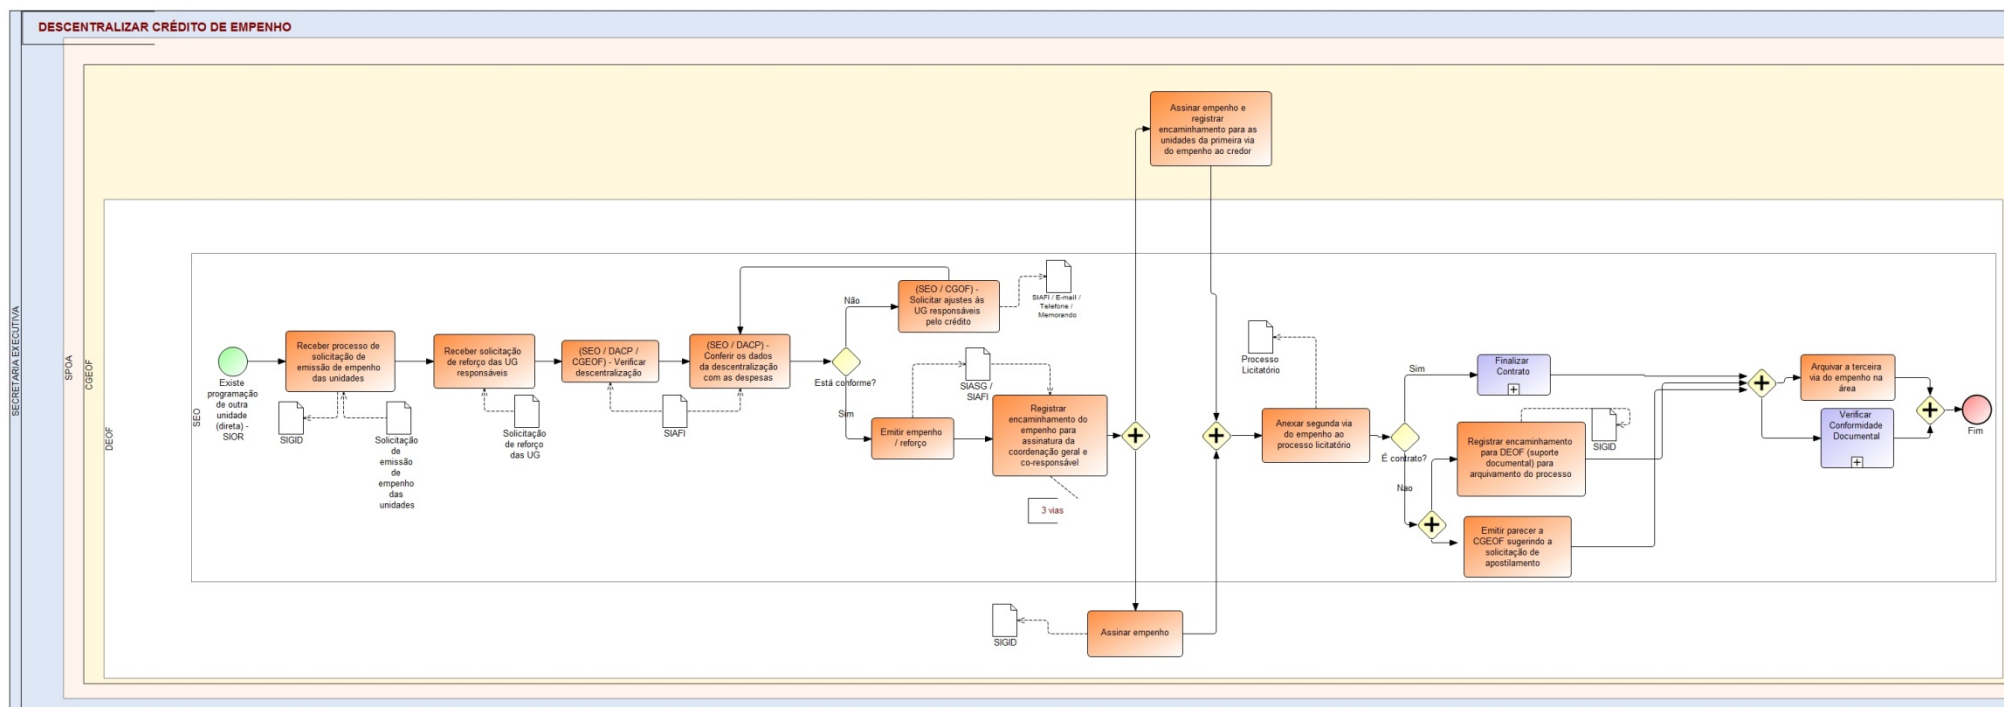 DESCENTRALIZAR CRÉDITO DE EMPENHO
SECRETARIA EXECUTIVA
SPOA
CGEOF
DEOF
SEO
Existe
programação
de outra
unidade
(direta) -
SIOR
Receber processo de
solicitação de
emissão de empenho
das unidades
SIGID
Solicitação
de
emissão
de
empenho
das
unidades
Receber solicitação
de reforço das UG
responsáveis
Solicitação
de reforço
das UG
(SEO / DACP /
CGEOF) - Verificar
descentralização
SIAFI
(SEO / DACP) -
Conferir os dados
da descentralização
com as despesas
Está conforme?
Não
Sim
(SEO / CGOF) -
Solicitar ajustes às
UG responsáveis
pelo crédito
SIAFI / E-mail /
Telefone /
Memorando
Emitir empenho
/ reforço
SIASG /
SIAFI
Registrar
encaminhamento do
empenho para
assinatura da
coordenação geral e
co-responsável
3 vias
Assinar empenho e
registrar
encaminhamento para as
unidades da primeira via
do empenho ao credor
Assinar empenho
SIGID
Anexar segunda via
do empenho ao
processo licitatório
Processo
Licitatório
É contrato?
Sim
Nao
Finalizar
Contrato
Registrar encaminhamento
para DEOF (suporte
documental) para
arquivamento do processo
SIGID
Emitir parecer a
CGEOF sugerindo a
solicitação de
apostilamento
Arquivar a terceira
via do empenho na
área
Verificar
Conformidade
Documental
Fim